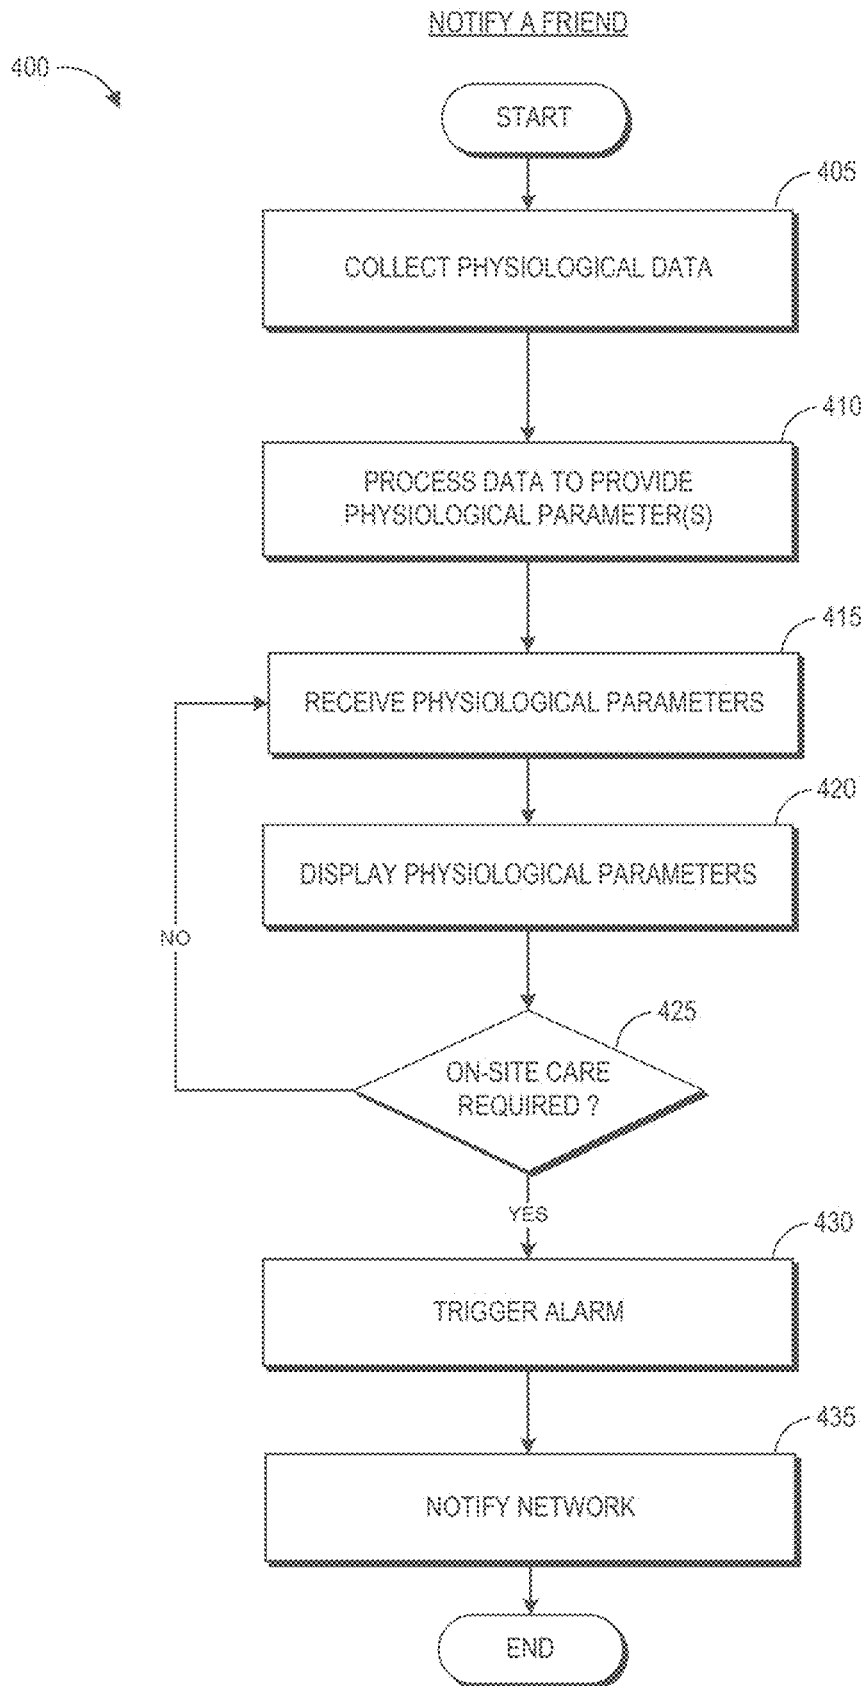 NOTIFY A FRIEND
400
START
405
COLLECT PHYSIOLOGICAL DATA
410
PROCESS DATA TO PROVIDE
PHYSIOLOGICAL PARAMETER(S)
415
RECEIVE PHYSIOLOGICAL PARAMETERS
420
DISPLAY PHYSIOLOGICAL PARAMETERS
NO
425
ON-SITE CARE
REQUIRED ?
YES
430
TRIGGER ALARM
435
NOTIFY NETWORK
END